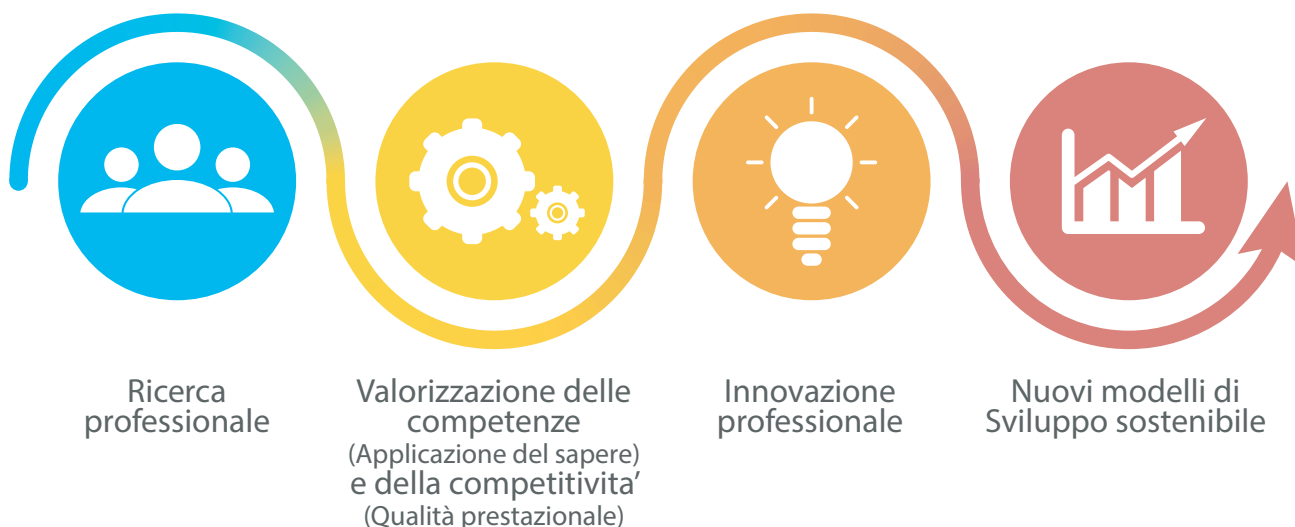 Ricerca
professionale
Valorizzazione delle
competenze
(Applicazione del sapere)
e della competitivita’
(Qualità prestazionale)
Innovazione
professionale
Nuovi modelli di
Sviluppo sostenibile